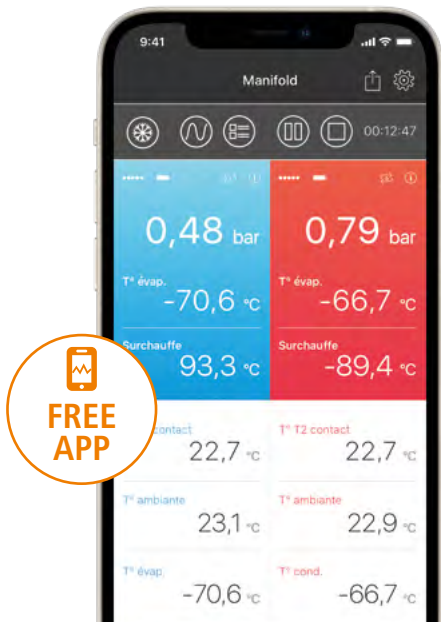 9:41
Manifold
00:12:47
0,48 bar
0,79 bar
T° évap.
-70,6 °C
T° évap.
-66,7 °C
Surchauffe
93,3 °C
Surchauffe
-89,4 °C
FREE
APP
contact
22,7 °C
T° T2 contact
22,7 °C
T° ambiante
23,1 °C
T° ambiante
22,9 °C
T° évap
-70,6 °C
T° cond.
-66,7 °C